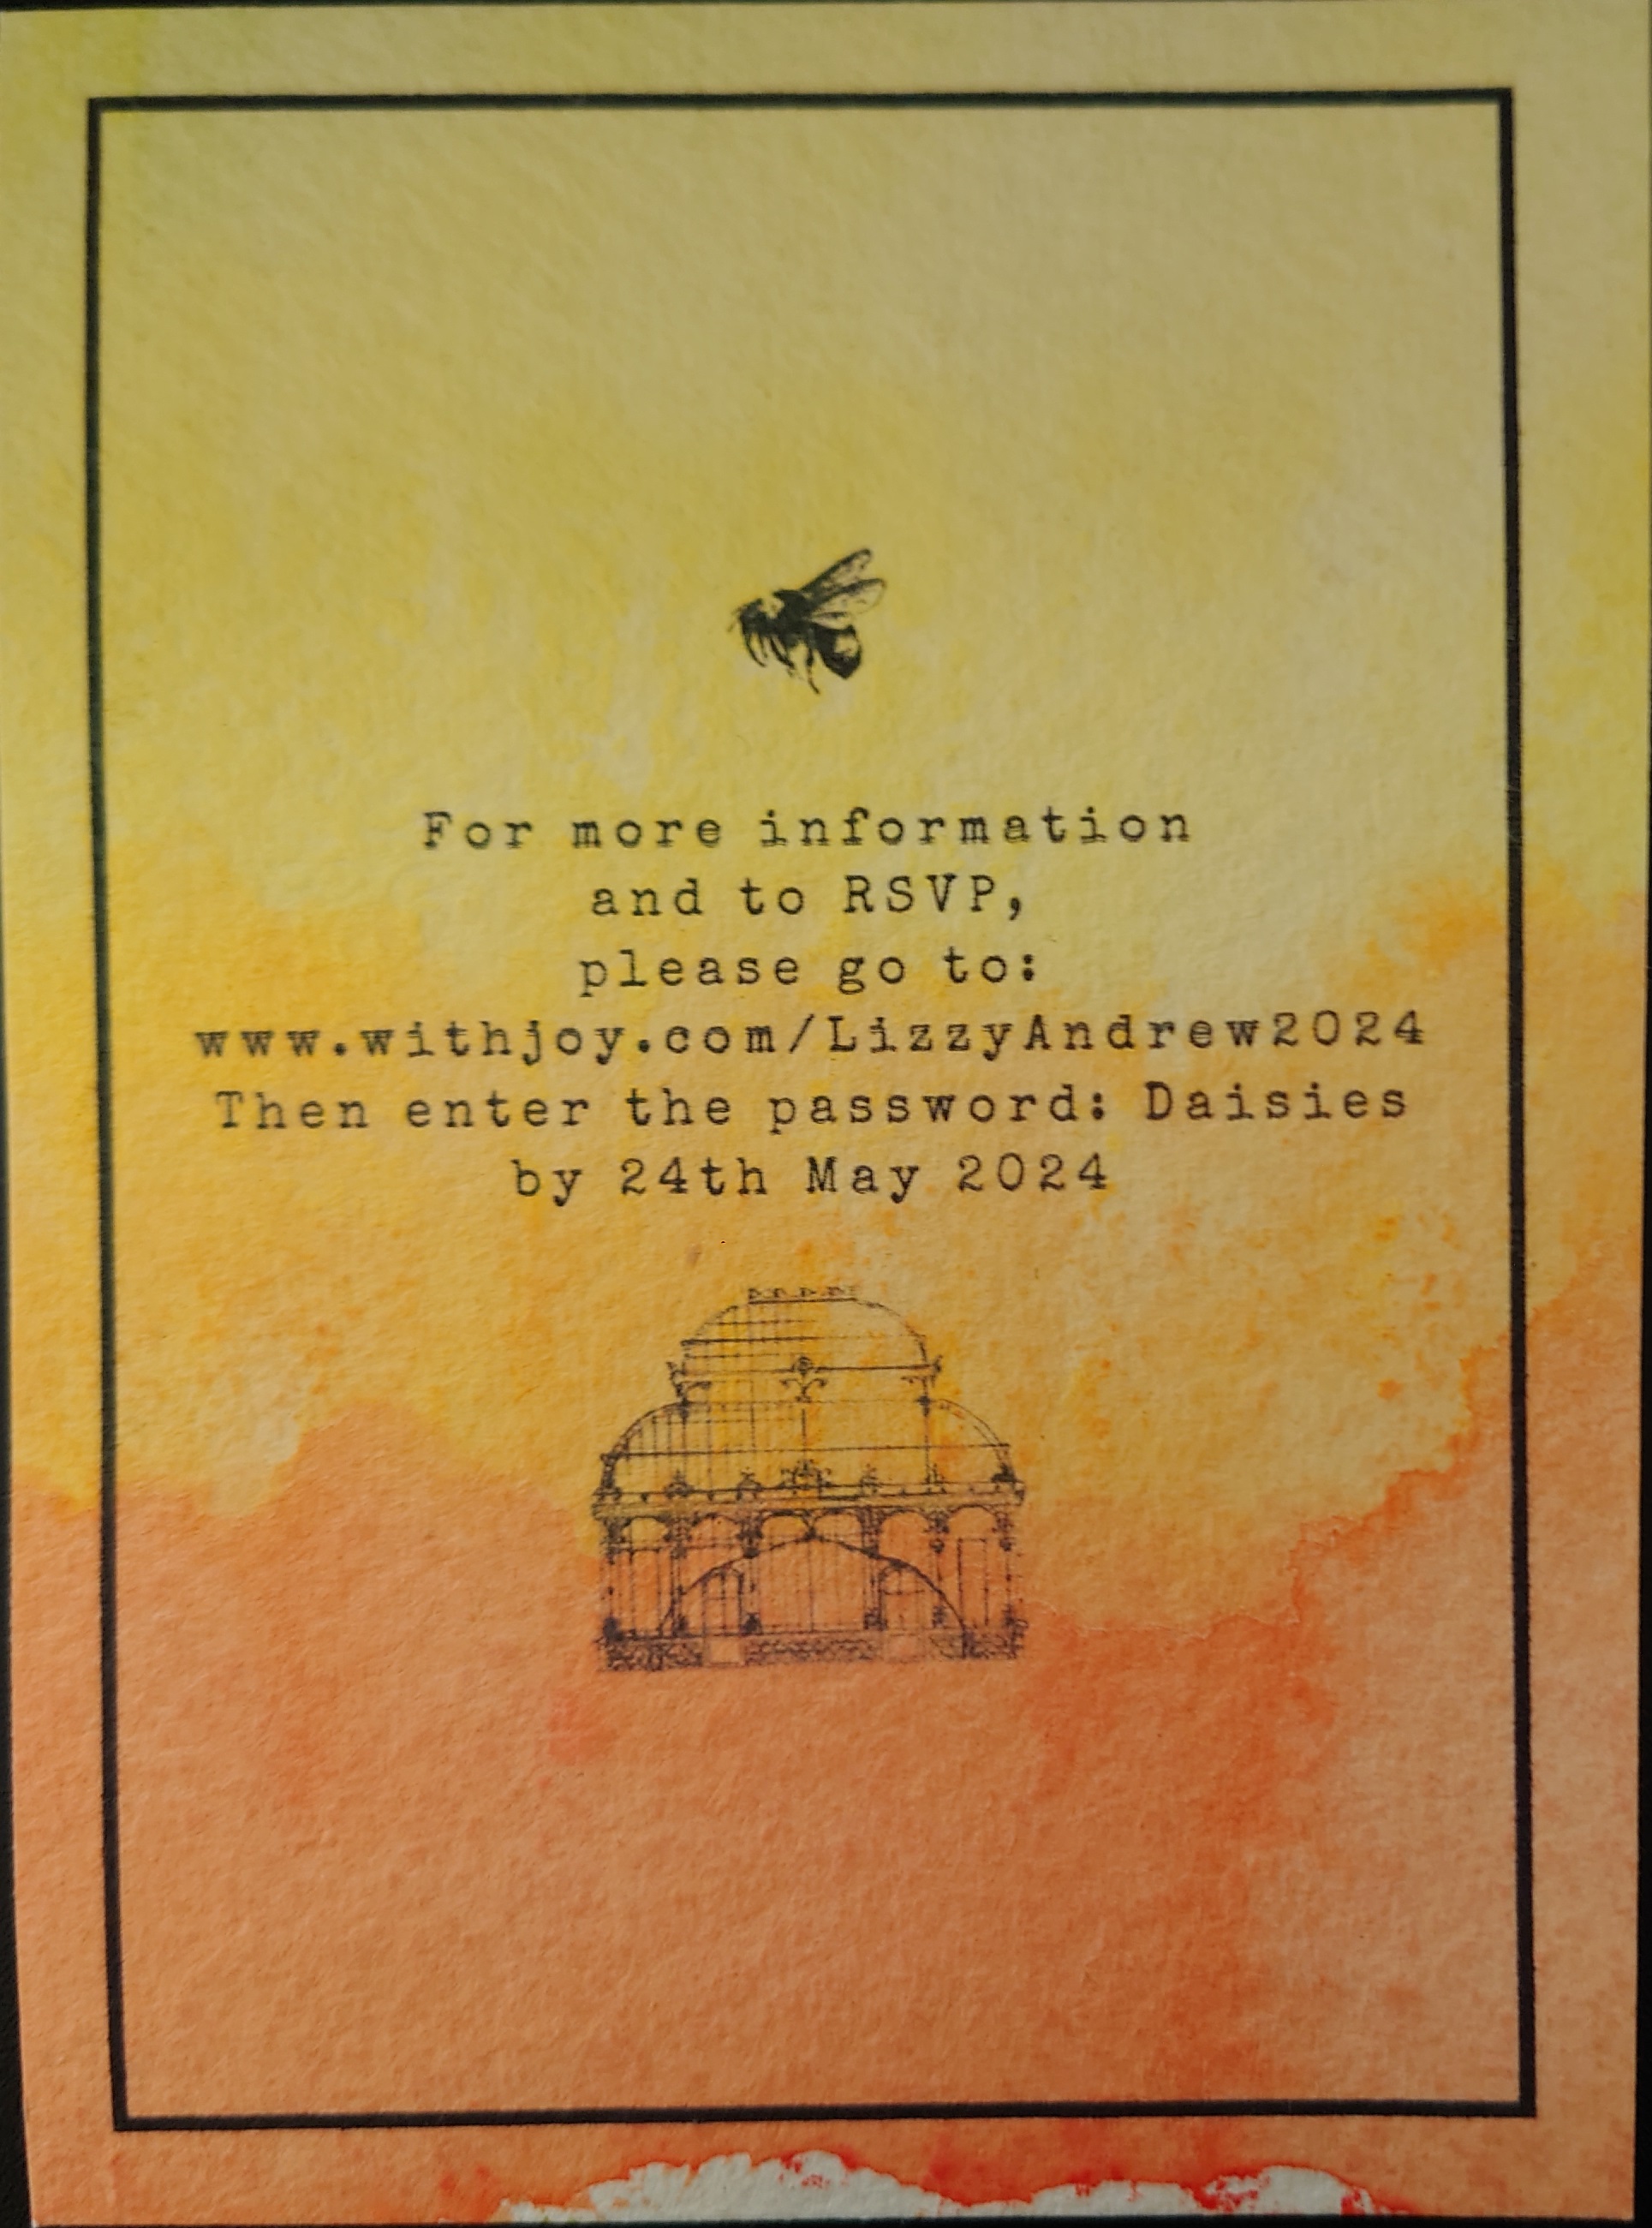 For more information
and to RSVP,
please go to:
www.withjoy.com/LizzyAndrew2024
Then enter the password: Daisies
by 24th May 2024